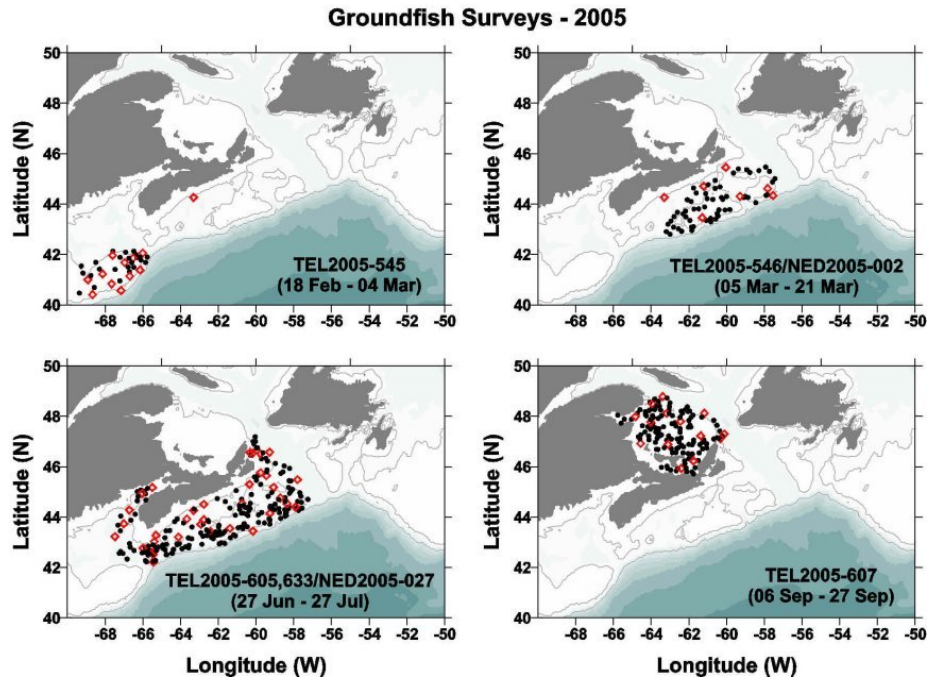 Groundfish Surveys - 2005
50
48
46
44
42
40
Latitude (N)
TEL2005-545
(18 Feb - 04 Mar)
-68 -66 -64 -62 -60 -58 -56 -54 -52 -50
50
48
46
44
42
40
Latitude (N)
TEL2005-546/NED2005-002
(05 Mar - 21 Mar)
-68 -66 -64 -62 -60 -58 -56 -54 -52 -50
50
48
46
44
42
40
Latitude (N)
TEL2005-605,633/NED2005-027
(27 Jun - 27 Jul)
-68 -66 -64 -62 -60 -58 -56 -54 -52 -50
Longitude (W)
50
48
46
44
42
40
Latitude (N)
TEL2005-607
(06 Sep - 27 Sep)
-68 -66 -64 -62 -60 -58 -56 -54 -52 -50
Longitude (W)